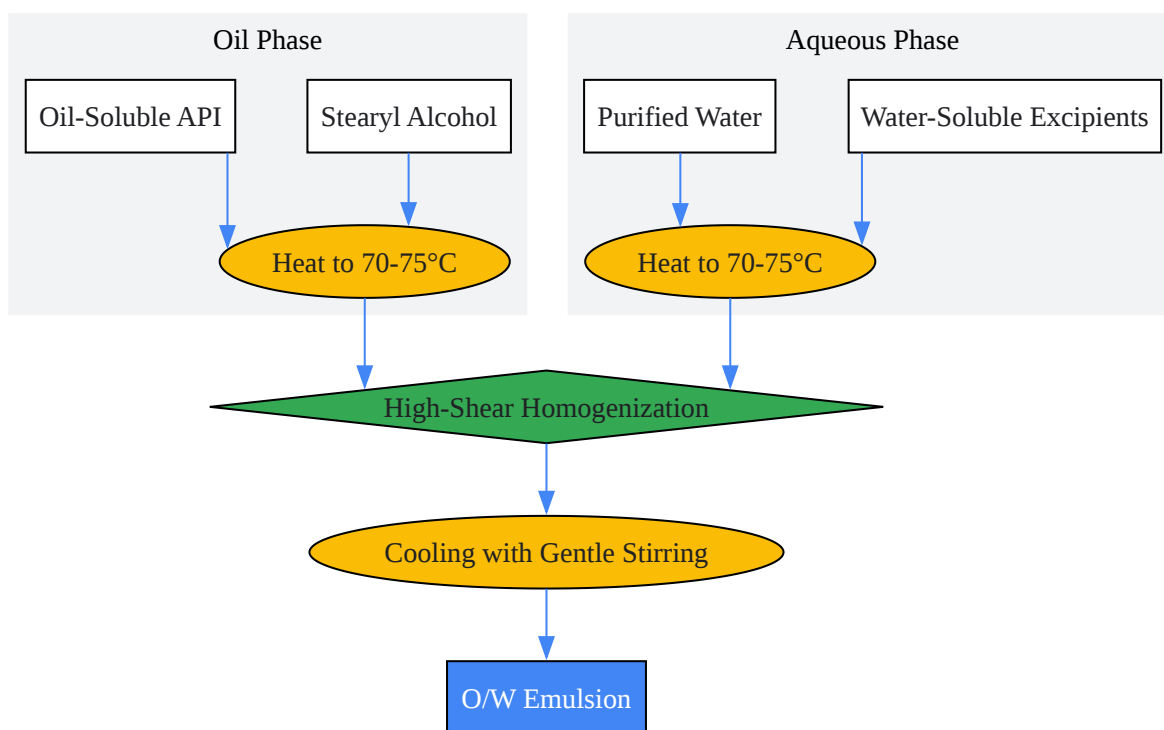 Oil Phase
Aqueous Phase
Oil-Soluble API
Stearyl Alcohol
Purified Water
Water-Soluble Excipients
Heat to 70-75°C
Heat to 70-75°C
High-Shear Homogenization
Cooling with Gentle Stirring
O/W Emulsion